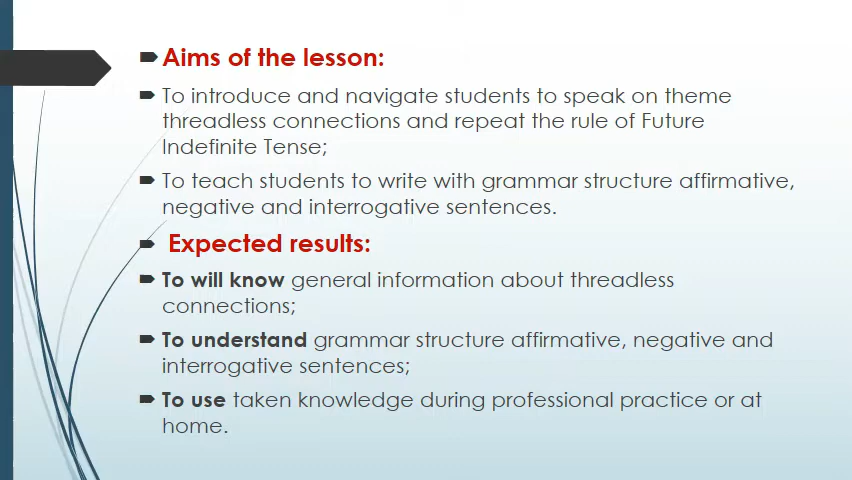 Aims of the lesson:
To introduce and navigate students to speak on theme
threadless connections and repeat the rule of Future
Indefinite Tense;
To teach students to write with grammar structure affirmative,
negative and interrogative sentences.
Expected results:
To will know general information about threadless
connections;
To understand grammar structure affirmative, negative and
interrogative sentences;
To use taken knowledge during professional practice or at
home.